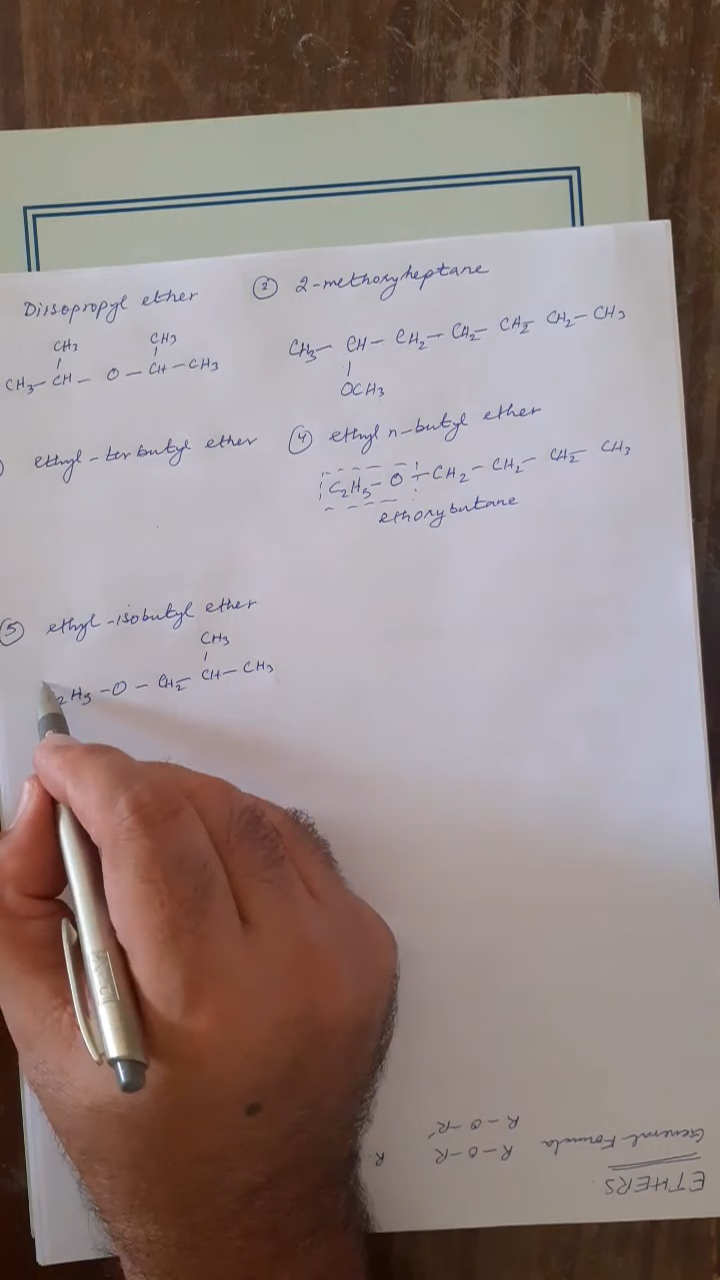 Diisopropyl ether
CH3 CH3
CH3-CH-O-CH-CH3
② 2-methoxyheptane
CH3-CH-CH2-CH2-CH2-CH2-CH3
OCH3
ethyl-ter butyl ether
④ ethyl n-butyl ether
C2H5-O-CH2-CH2-CH2-CH3
ethoxybutane
⑤ ethyl-isobutyl ether
CH3
2H5-O-CH2-CH-CH3
ETHERS
General Formula R-O-R R
R-O-R'